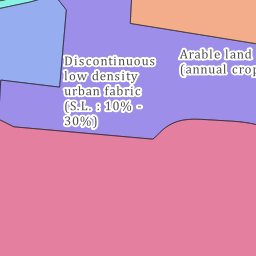 Discontinuous
low density
urban fabric
(S.L. : 10% -
30%)
Arable land
(annual crop